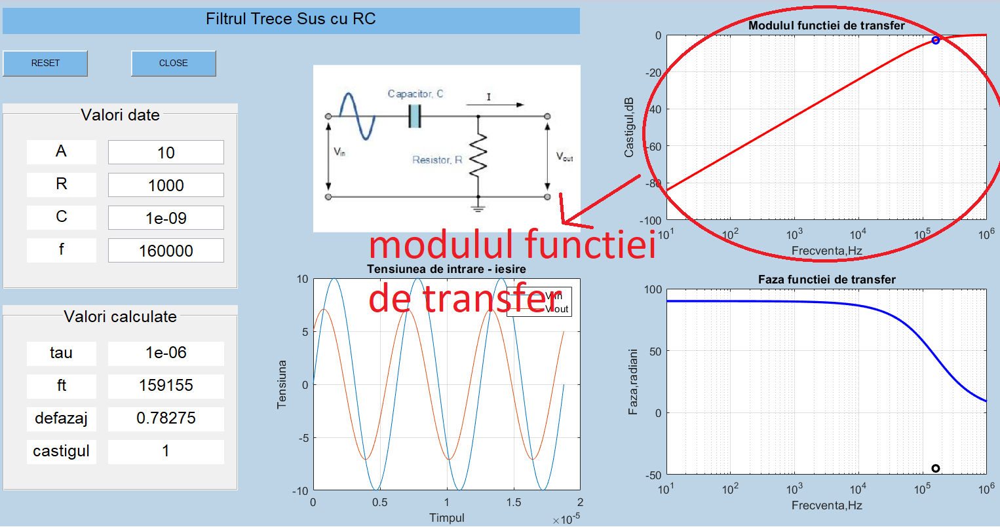 Filtrul Trece Sus cu RC
RESET
CLOSE
Valori date
A
10
R
1000
C
1e-09
f
160000
Valori calculate
tau
1e-06
ft
159155
defazaj
0.78275
castigul
1
Capacitor, C
I
Vin
Resistor, R
Vout
modulul functiei
de transfer
Tensiunea de intrare - iesire
V in
V out
10
5
0
-5
-10
Tensiuna
0
0.5
1
1.5
2
×10^-5
Timpul
Modulul functiei de transfer
0
-20
-40
-60
-80
-100
Castigul,dB
10^1
10^2
10^3
10^4
10^5
10^6
Frecventa,Hz
Faza functiei de transfer
100
50
0
-50
Faza,radiani
10^1
10^2
10^3
10^4
10^5
10^6
Frecventa,Hz